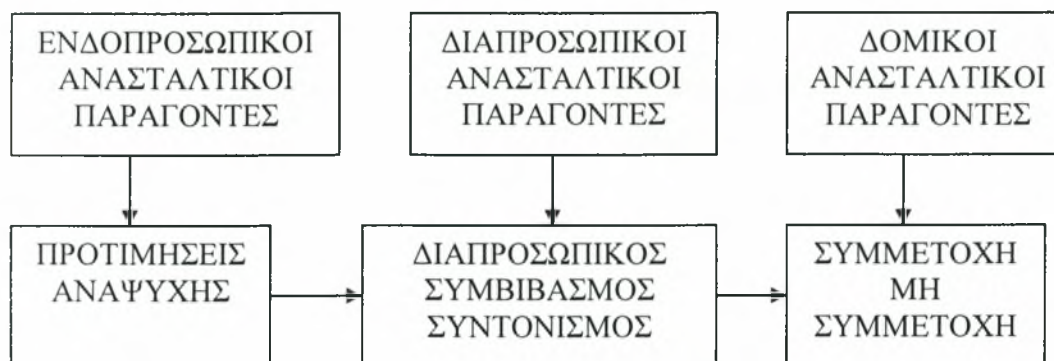 ΕΝΔΟΠΡΟΣΩΠΙΚΟΙ
ΑΝΑΣΤΑΛΤΙΚΟΙ
ΠΑΡΑΓΟΝΤΕΣ
ΔΙΑΠΡΟΣΩΠΙΚΟΙ
ΑΝΑΣΤΑΛΤΙΚΟΙ
ΠΑΡΑΓΟΝΤΕΣ
ΔΟΜΙΚΟΙ
ΑΝΑΣΤΑΛΤΙΚΟΙ
ΠΑΡΑΓΟΝΤΕΣ
ΠΡΟΤΙΜΗΣΕΙΣ
ΑΝΑΨΥΧΗΣ
ΔΙΑΠΡΟΣΩΠΙΚΟΣ
ΣΥΜΒΙΒΑΣΜΟΣ
ΣΥΝΤΟΝΙΣΜΟΣ
ΣΥΜΜΕΤΟΧΗ
ΜΗ
ΣΥΜΜΕΤΟΧΗ